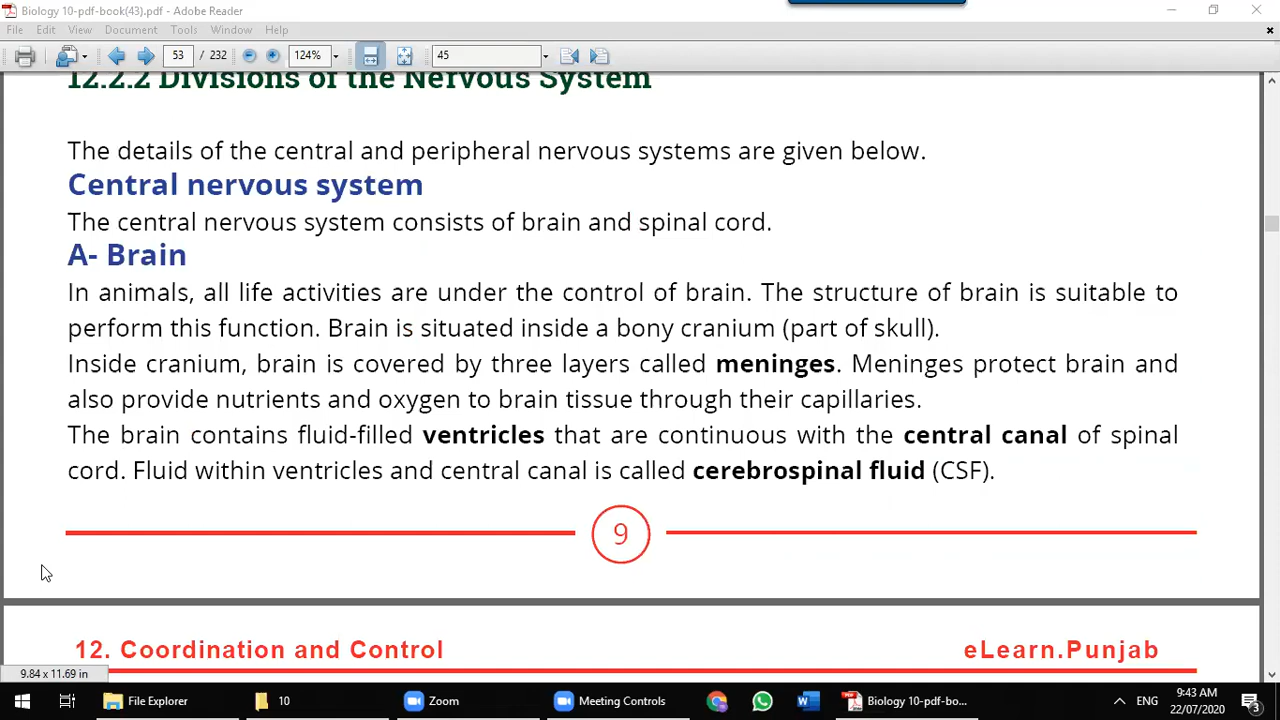 Biology 10-pdf-book(43).pdf - Adobe Reader
File Edit View Document Tools Window Help
53 / 232 124% 45
12.2.2 Divisions of the Nervous System
The details of the central and peripheral nervous systems are given below.
Central nervous system
The central nervous system consists of brain and spinal cord.
A- Brain
In animals, all life activities are under the control of brain. The structure of brain is suitable to
perform this function. Brain is situated inside a bony cranium (part of skull).
Inside cranium, brain is covered by three layers called meninges. Meninges protect brain and
also provide nutrients and oxygen to brain tissue through their capillaries.
The brain contains fluid-filled ventricles that are continuous with the central canal of spinal
cord. Fluid within ventricles and central canal is called cerebrospinal fluid (CSF).
9
12. Coordination and Control eLearn.Punjab
9.84 x 11.69 in
File Explorer 10 Zoom Meeting Controls Biology 10-pdf-bo... ENG 9:43 AM
22/07/2020 3